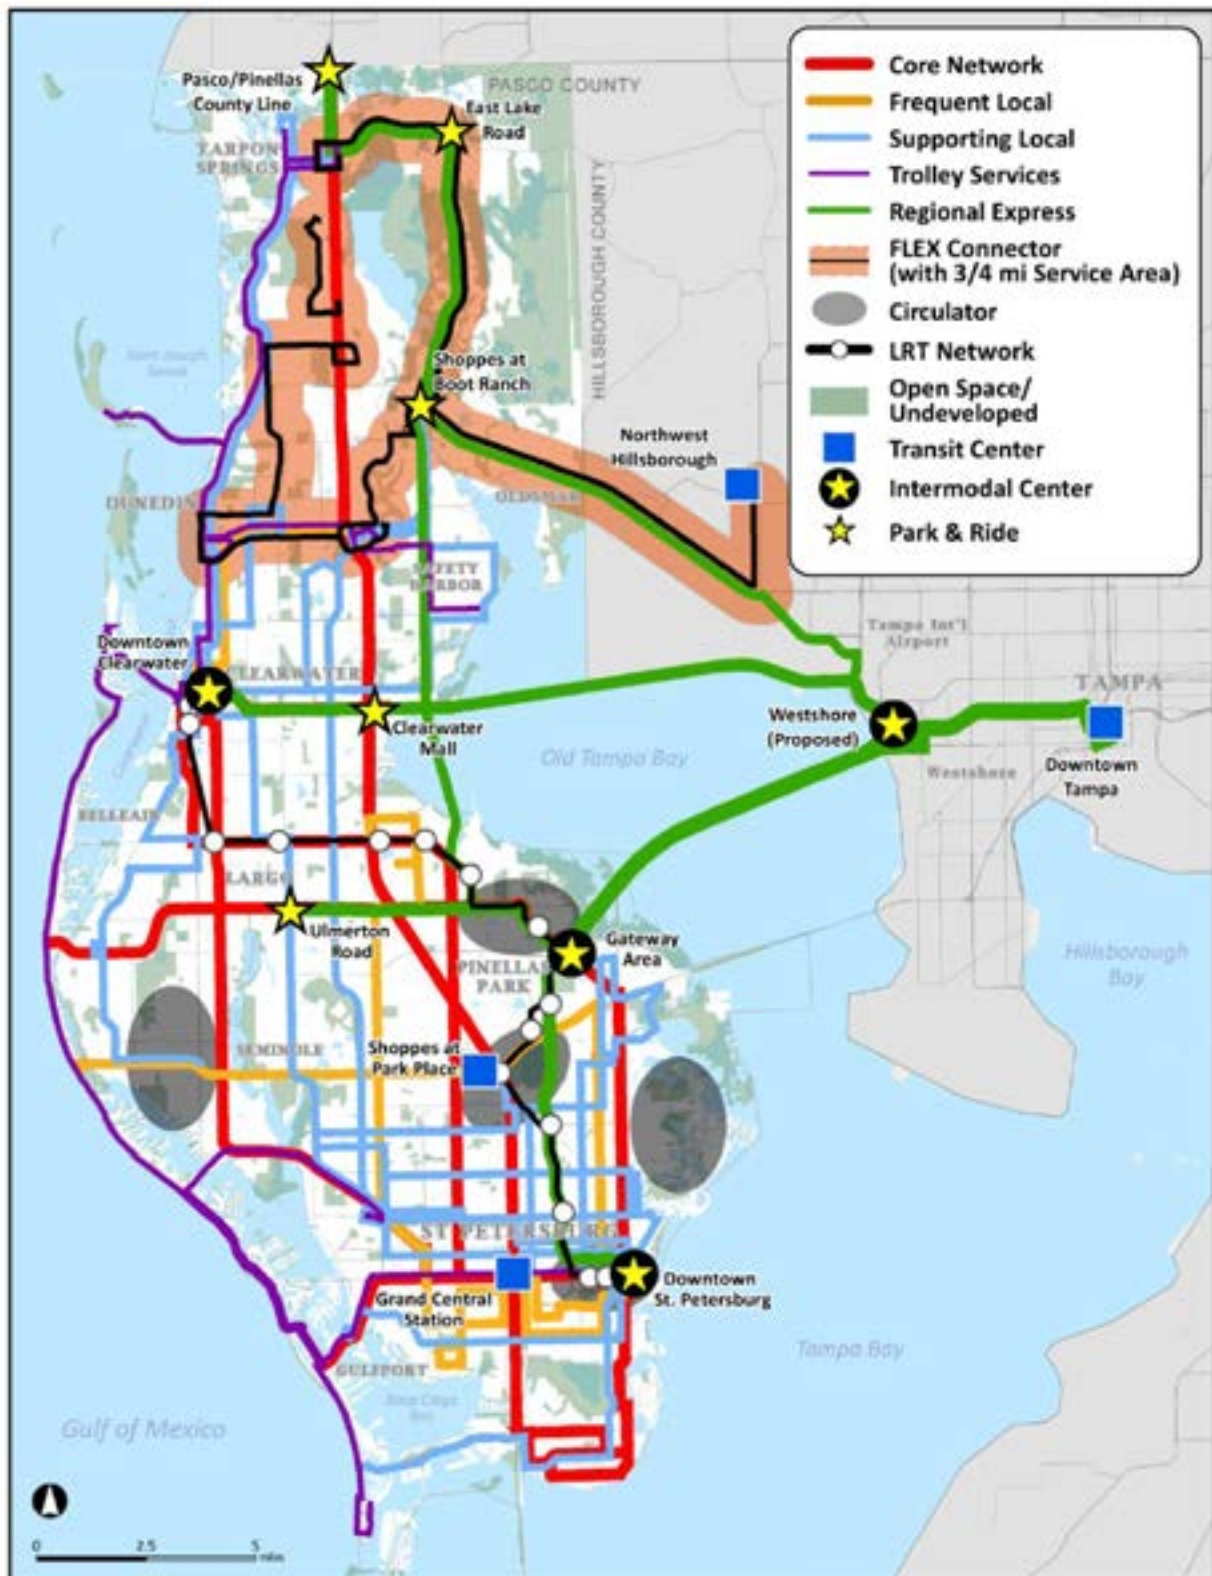 Core Network
Frequent Local
Supporting Local
Trolley Services
Regional Express
FLEX Connector
(with 3/4 mi Service Area)
Circulator
LRT Network
Open Space/
Undeveloped
Transit Center
Intermodal Center
Park & Ride
Pasco/Pinellas
County Line
PASCO COUNTY
East Lake
Road
TARPON
SPRINGS
HILLSBOROUGH COUNTY
Shoppes at
Boot Ranch
Northwest
Hillsborough
DUNEDIN
OLDSMAR
SAFETY
HARBOR
Tampa Int'l
Airport
Downtown
Clearwater
CLEARWATER
TAMPA
Clearwater
Mall
Westshore
(Proposed)
Old Tampa Bay
Westshore
Downtown
Tampa
BELLEAIR
LARGO
Ulmerton
Road
Gateway
Area
PINELLAS
PARK
Hillsborough
Bay
SEMINOLE
Shoppes at
Park Place
ST PETERSBURG
Grand Central
Station
Downtown
St. Petersburg
GULFPORT
Boca Ciega
Bay
Tampa Bay
Gulf of Mexico
0 2.5 5
miles